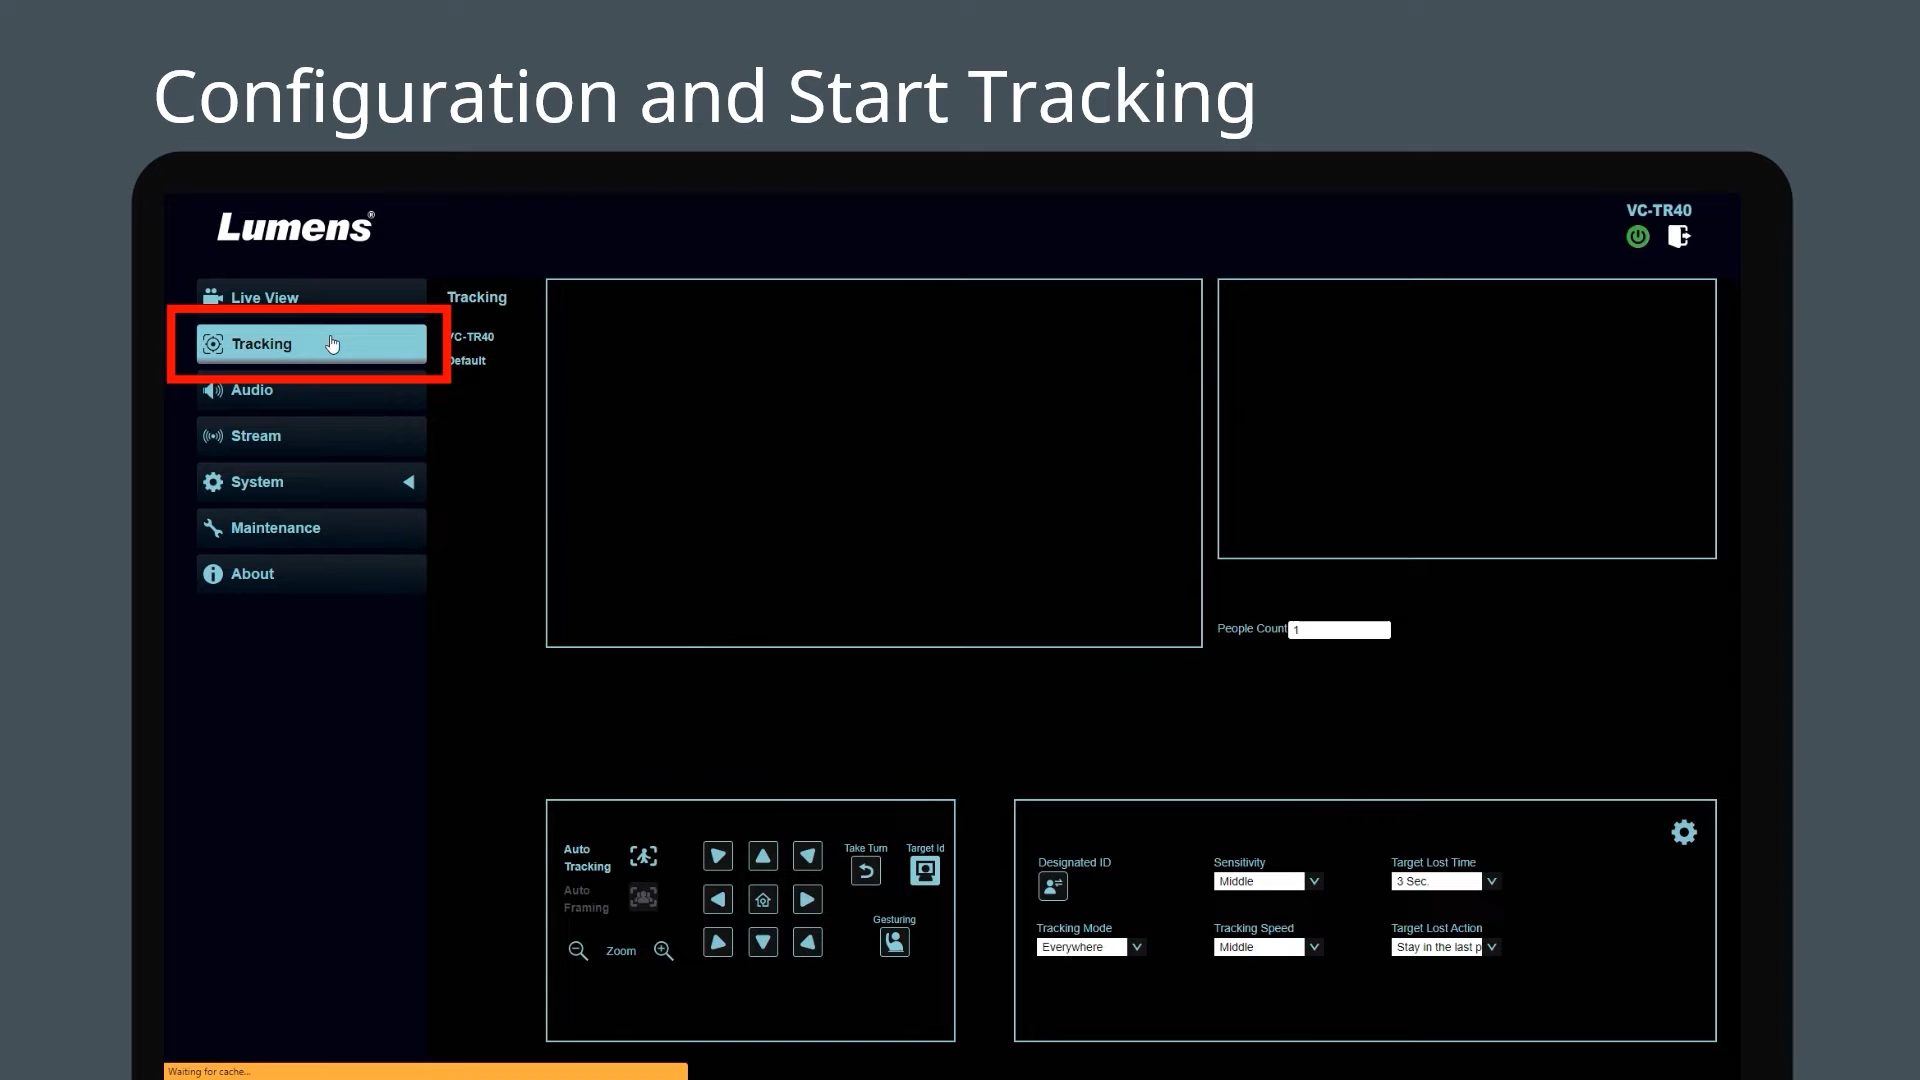 Configuration and Start Tracking
Lumens®
VC-TR40
Live View
Tracking
Audio
Stream
System
Maintenance
About
Tracking
VC-TR40
Default
People Count 1
Auto
Tracking
Auto
Framing
Zoom
Take Turn
Target Id
Gesturing
Designated ID
Sensitivity
Middle
Target Lost Time
3 Sec.
Tracking Mode
Everywhere
Tracking Speed
Middle
Target Lost Action
Stay in the last p
Waiting for cache...